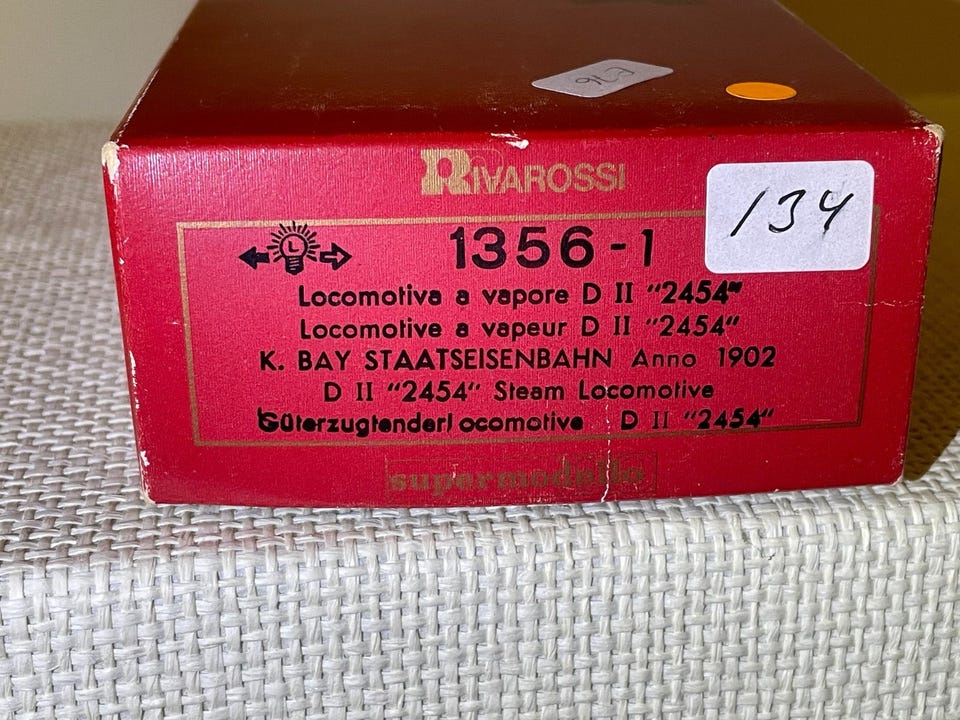 RIVAROSSI
134
L
1356-1
Locomotiva a vapore D II "2454"
Locomotive a vapeur D II "2454"
K. BAY STAATSEISENBAHN Anno 1902
D II "2454" Steam Locomotive
Güterzugtenderlocomotive D II "2454"
supermodello